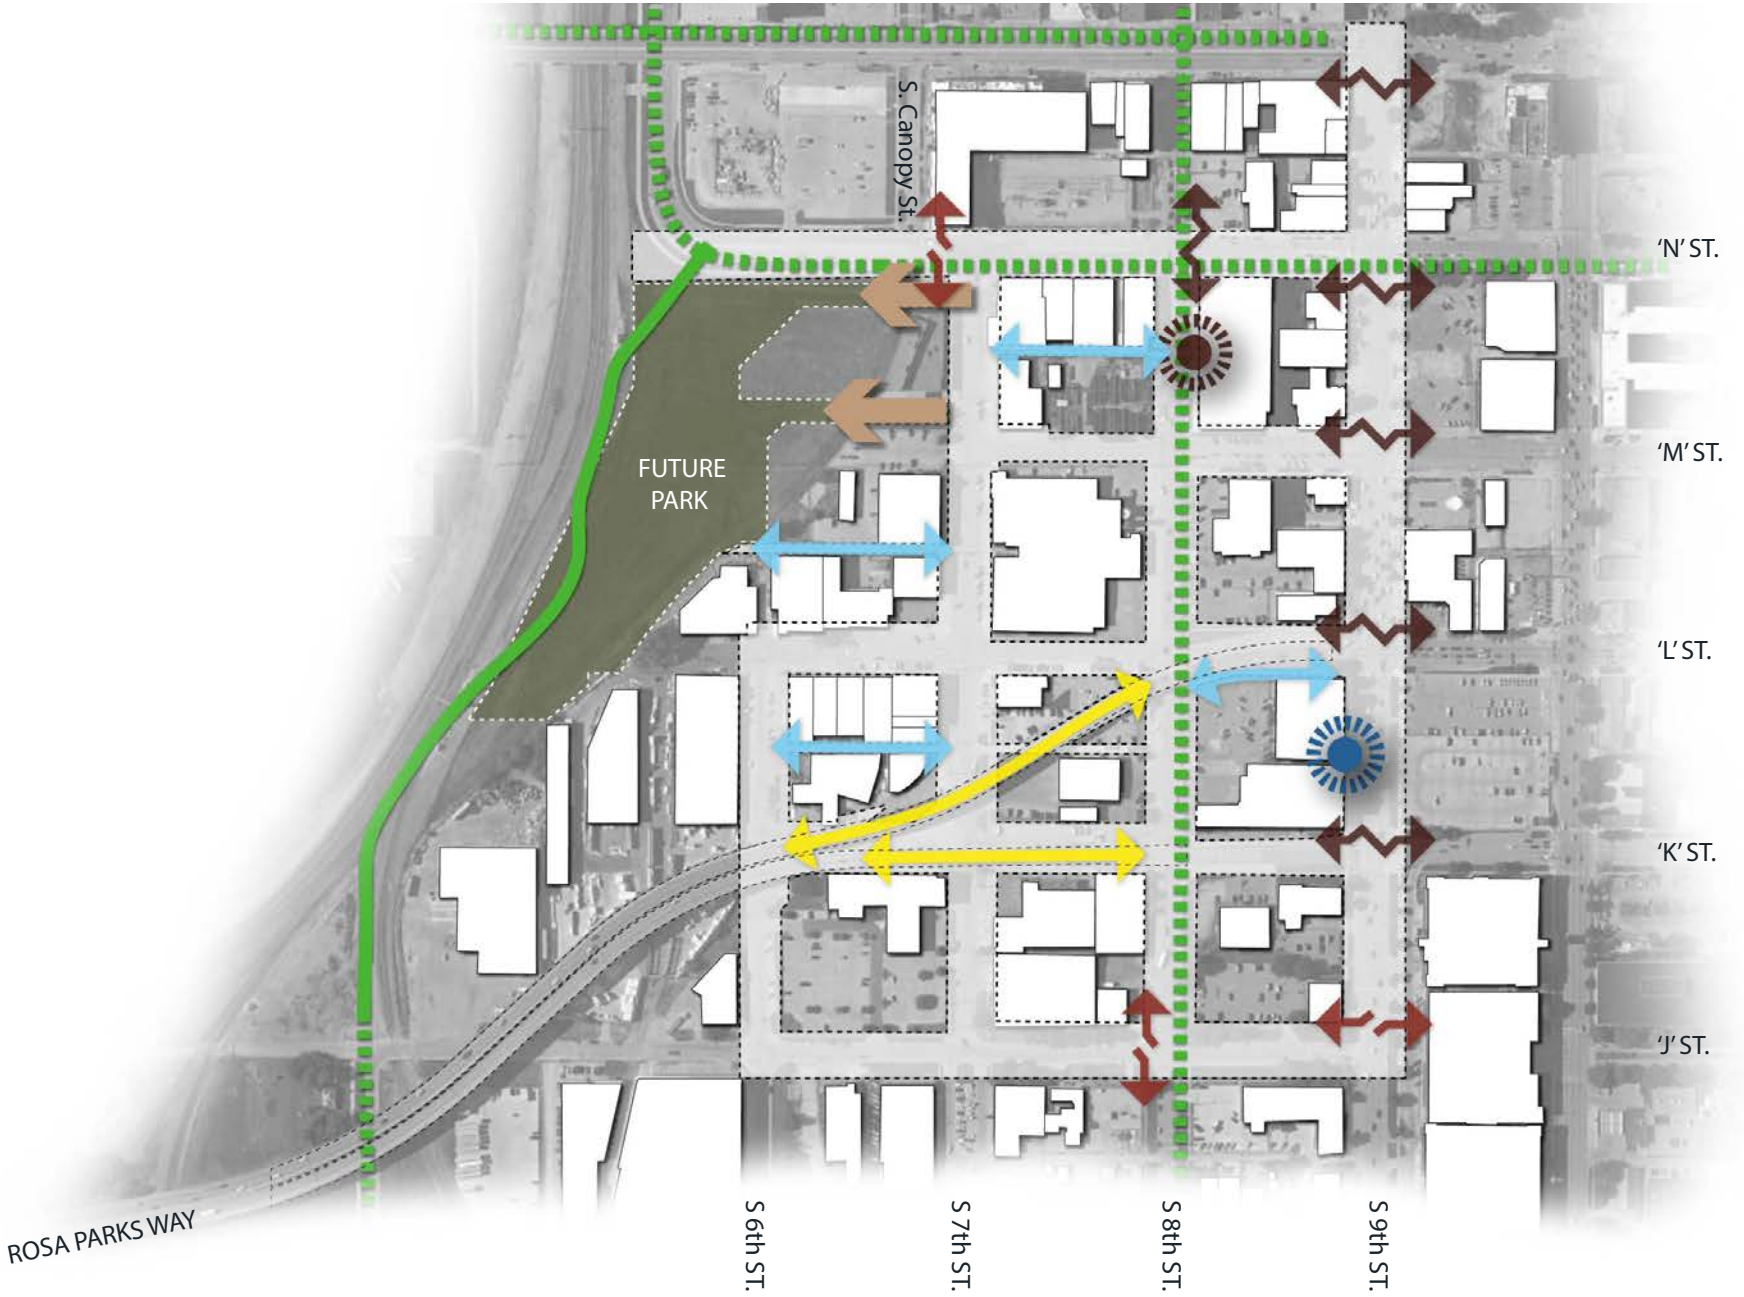 S. Canopy St.
'N' ST.
'M' ST.
FUTURE
PARK
'L' ST.
'K' ST.
'J' ST.
ROSA PARKS WAY
S 6th ST.
S 7th ST.
S 8th ST.
S 9th ST.